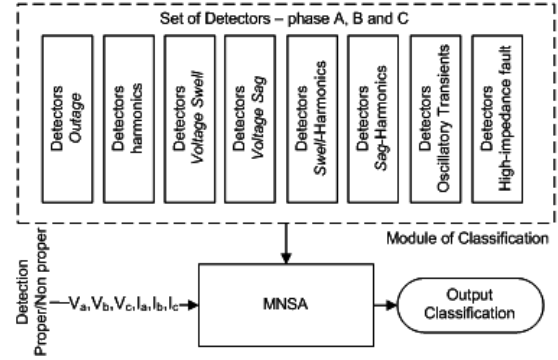 Set of Detectors – phase A, B and C
Detectors
Outage
Detectors
harmonics
Detectors
Voltage Swell
Detectors
Voltage Sag
Detectors
Swell-Harmonics
Detectors
Sag-Harmonics
Detectors
Oscillatory Transients
Detectors
High-impedance fault
Module of Classification
Detection
Proper/Non proper
Va,Vb,Vc,Ia,Ib,Ic
MNSA
Output
Classification